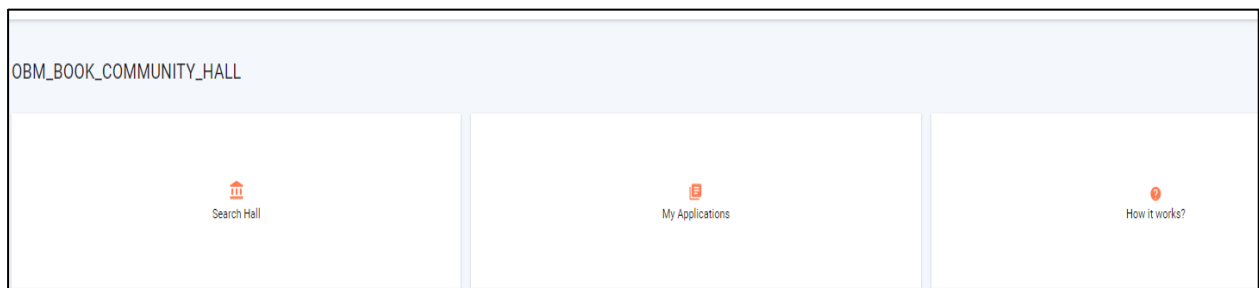 OBM_BOOK_COMMUNITY_HALL
Search Hall
My Applications
How it works?